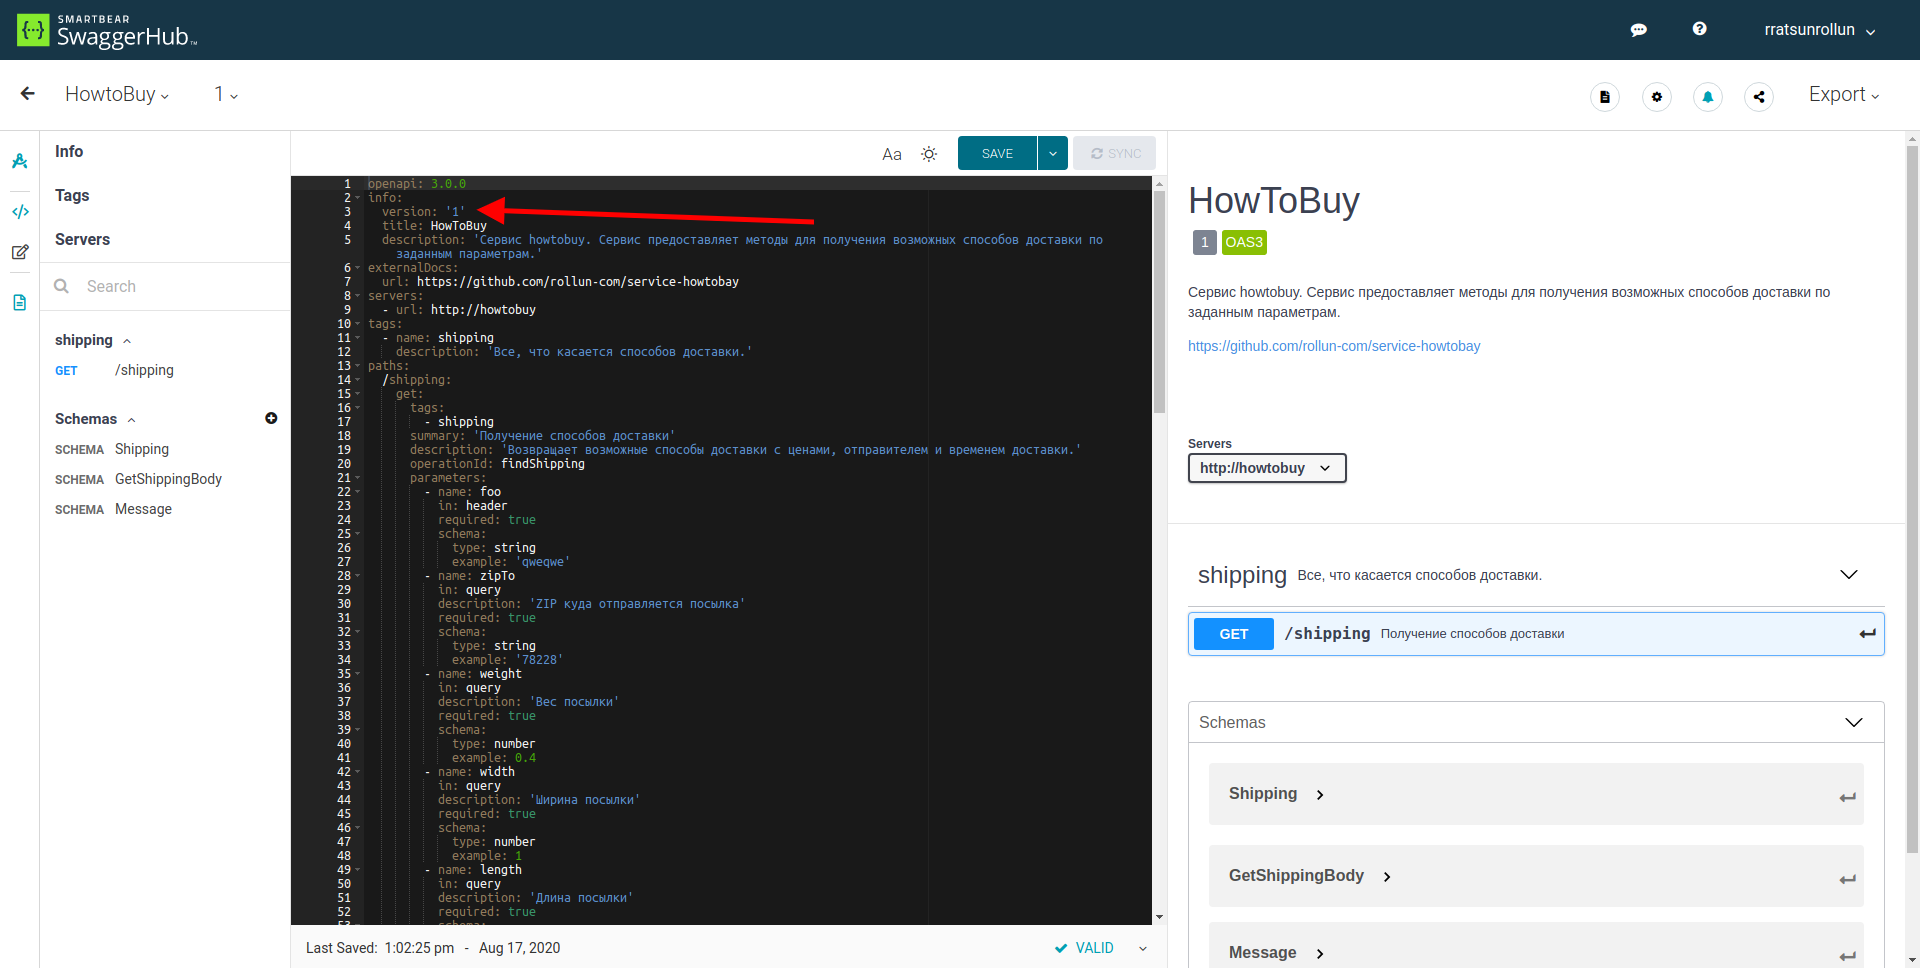 SMARTBEAR
SwaggerHub™
rratsunrollun
HowtoBuy
1
Export
Info
Tags
Servers
Search
shipping
GET /shipping
Schemas
SCHEMA Shipping
SCHEMA GetShippingBody
SCHEMA Message
Aa
SAVE
SYNC
1 openapi: 3.0.0
2 info:
3 version: '1'
4 title: HowToBuy
5 description: 'Сервис howtobuy. Сервис предоставляет методы для получения возможных способов доставки по
заданным параметрам.'
6 externalDocs:
7 url: https://github.com/rollun-com/service-howtobay
8 servers:
9 - url: http://howtobuy
10 tags:
11 - name: shipping
12 description: 'Все, что касается способов доставки.'
13 paths:
14 /shipping:
15 get:
16 tags:
17 - shipping
18 summary: 'Получение способов доставки'
19 description: 'Возвращает возможные способы доставки с ценами, отправителем и временем доставки.'
20 operationId: findShipping
21 parameters:
22 - name: foo
23 in: header
24 required: true
25 schema:
26 type: string
27 example: 'qweqwe'
28 - name: zipTo
29 in: query
30 description: 'ZIP куда отправляется посылка'
31 required: true
32 schema:
33 type: string
34 example: '78228'
35 - name: weight
36 in: query
37 description: 'Вес посылки'
38 required: true
39 schema:
40 type: number
41 example: 0.4
42 - name: width
43 in: query
44 description: 'Ширина посылки'
45 required: true
46 schema:
47 type: number
48 example: 1
49 - name: length
50 in: query
51 description: 'Длина посылки'
52 required: true
53 schema:
Last Saved: 1:02:25 pm - Aug 17, 2020
VALID
HowToBuy
1 OAS3
Сервис howtobuy. Сервис предоставляет методы для получения возможных способов доставки по
заданным параметрам.
https://github.com/rollun-com/service-howtobay
Servers
http://howtobuy
shipping Все, что касается способов доставки.
GET /shipping Получение способов доставки
Schemas
Shipping
GetShippingBody
Message